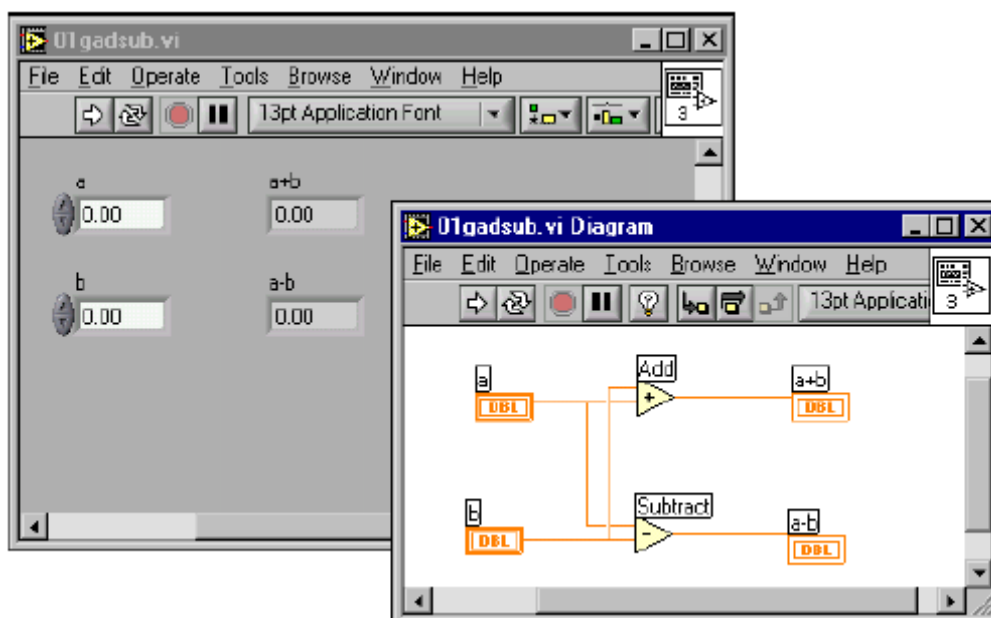 01gadsub.vi
File Edit Operate Tools Browse Window Help
13pt Application Font
3
a
0.00
a+b
0.00
b
0.00
a-b
0.00
01gadsub.vi Diagram
File Edit Operate Tools Browse Window Help
13pt Applicati
3
a
DBL
Add
+
a+b
DBL
b
DBL
Subtract
-
a-b
DBL